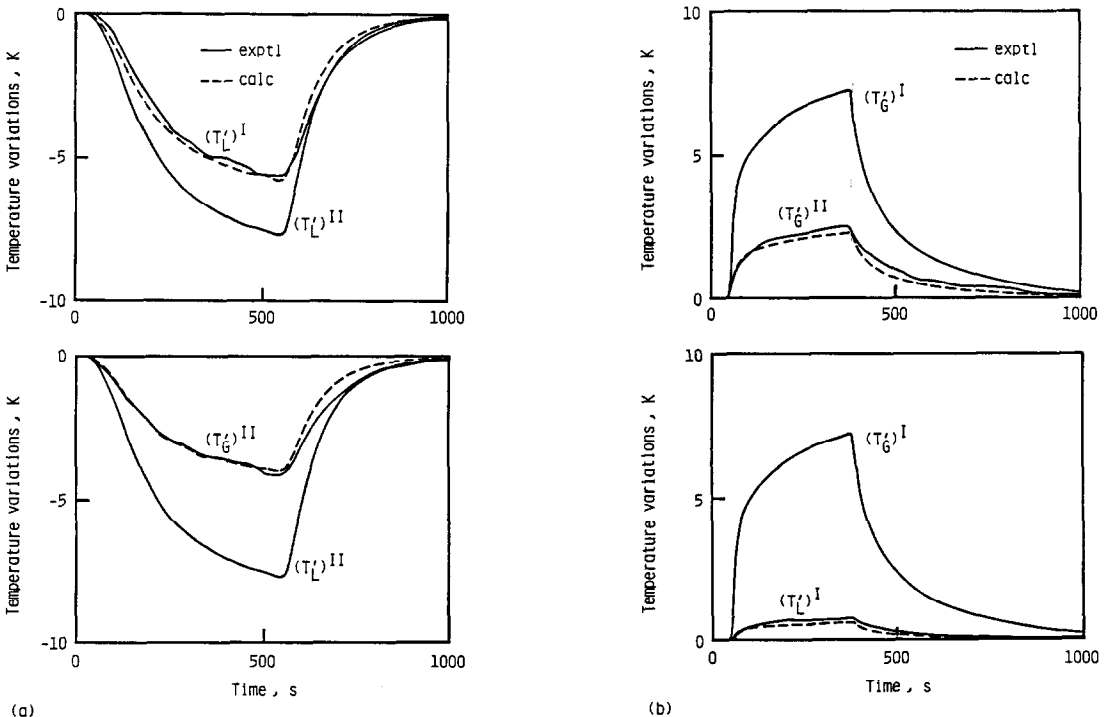 0
-5
-10
0
500
1000
Temperature variations , K
exptl
calc
(T'L)I
(T'L)II
0
-5
-10
0
500
1000
Temperature variations , K
Time , s
(T'G)II
(T'L)II
(a)
10
5
0
0
500
1000
Temperature variations , K
exptl
calc
(T'G)I
(T'G)II
10
5
0
0
500
1000
Temperature variations , K
Time , s
(T'G)I
(T'L)I
(b)